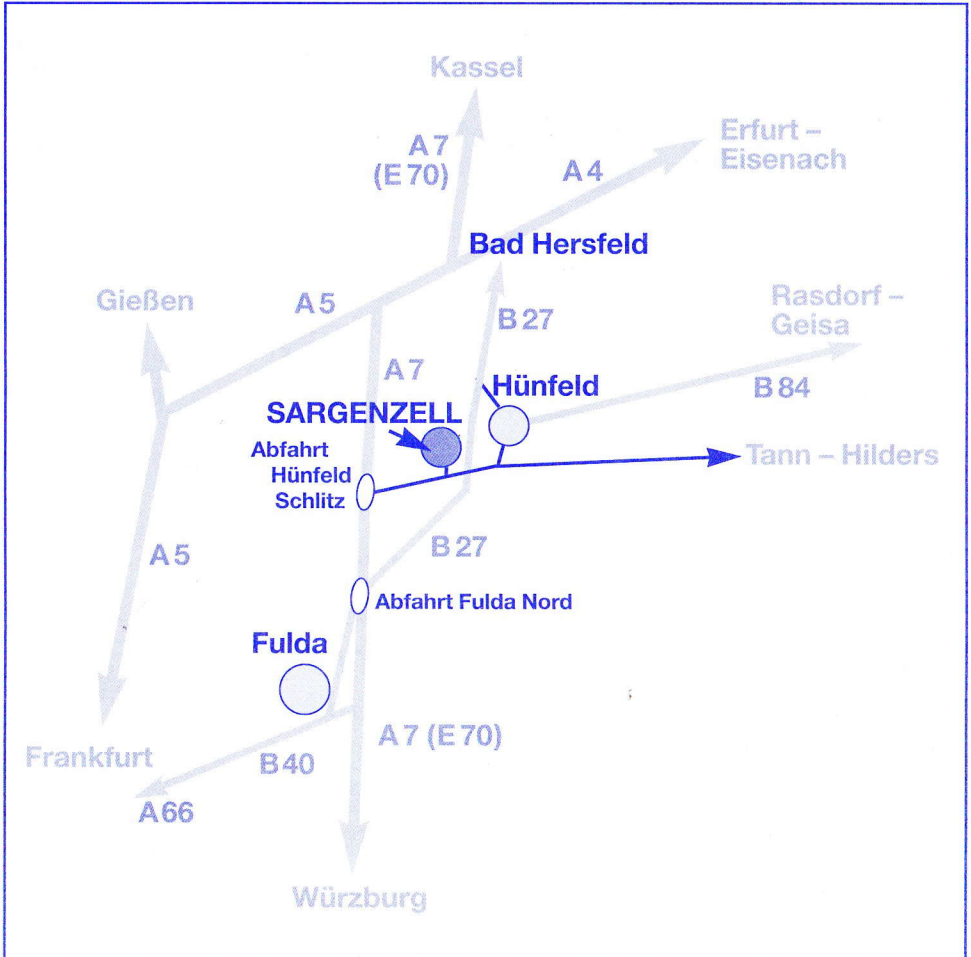 Kassel
A 7
(E 70)
A 4
Erfurt –
Eisenach
Bad Hersfeld
Gießen
A 5
B 27
Rasdorf –
Geisa
A 7
Hünfeld
B 84
SARGENZELL
Abfahrt
Hünfeld
Schlitz
Tann – Hilders
A 5
B 27
Abfahrt Fulda Nord
Fulda
A 7 (E 70)
Frankfurt
B 40
A 66
Würzburg